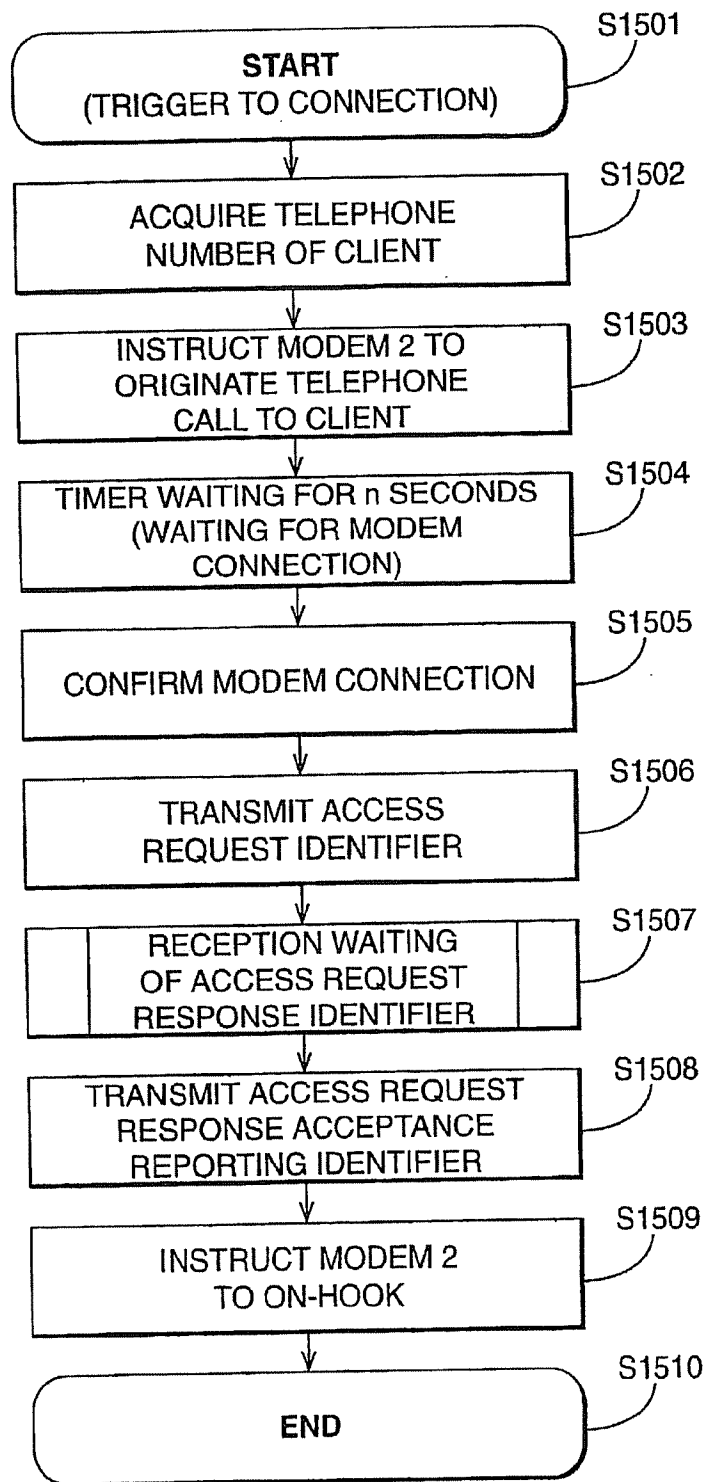 S1501
START
(TRIGGER TO CONNECTION)
S1502
ACQUIRE TELEPHONE
NUMBER OF CLIENT
S1503
INSTRUCT MODEM 2 TO
ORIGINATE TELEPHONE
CALL TO CLIENT
S1504
TIMER WAITING FOR n SECONDS
(WAITING FOR MODEM
CONNECTION)
S1505
CONFIRM MODEM CONNECTION
S1506
TRANSMIT ACCESS
REQUEST IDENTIFIER
S1507
RECEPTION WAITING
OF ACCESS REQUEST
RESPONSE IDENTIFIER
S1508
TRANSMIT ACCESS REQUEST
RESPONSE ACCEPTANCE
REPORTING IDENTIFIER
S1509
INSTRUCT MODEM 2
TO ON-HOOK
S1510
END